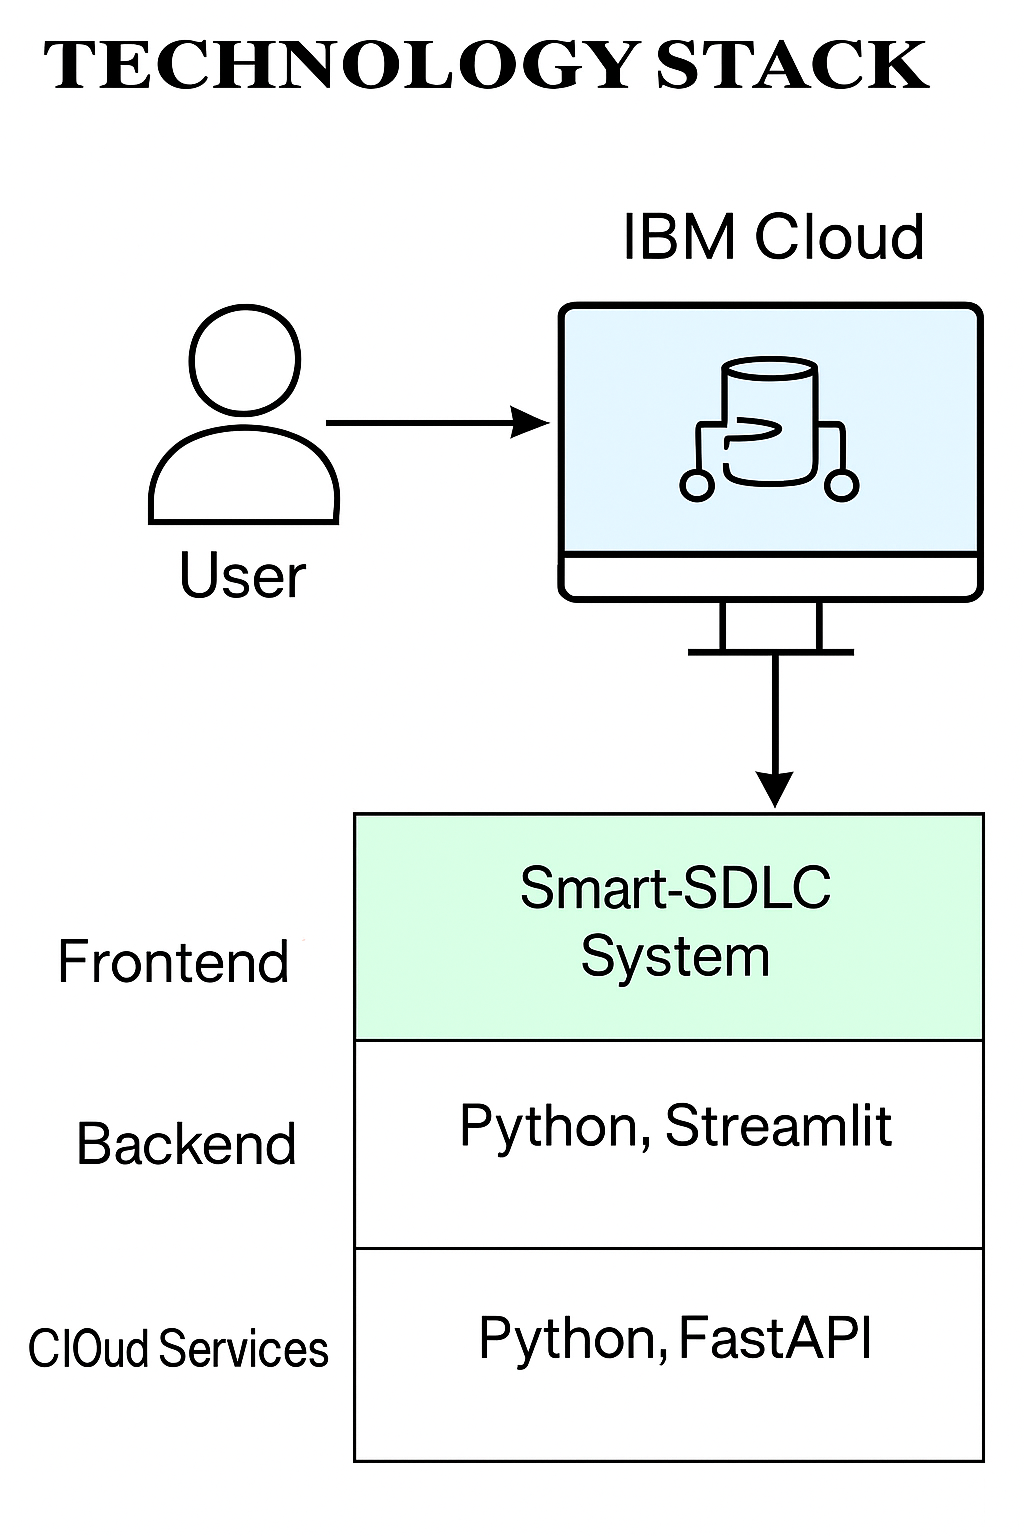 TECHNOLOGY STACK
IBM Cloud
User
Smart-SDLC
System
Frontend
Python, Streamlit
Backend
Python, FastAPI
ClOud Services